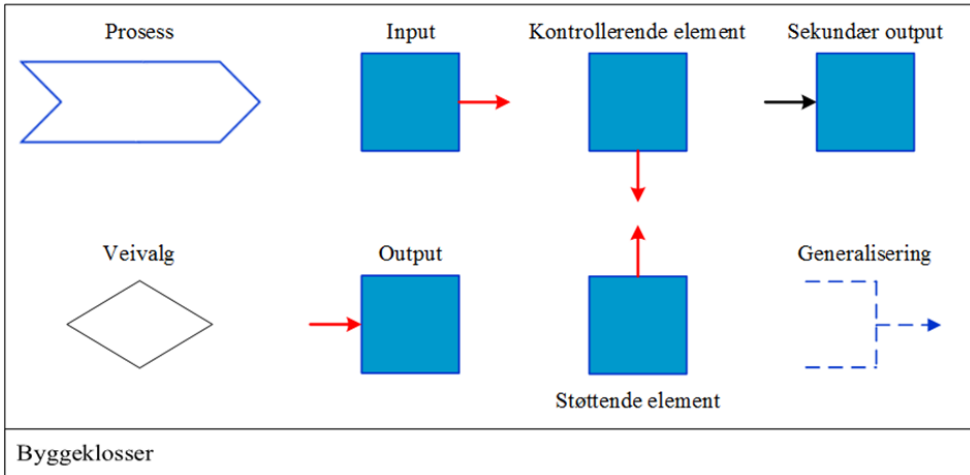 Prosess
Input
Kontrollerende element
Sekundær output
Veivalg
Output
Generalisering
Støttende element
Byggeklosser